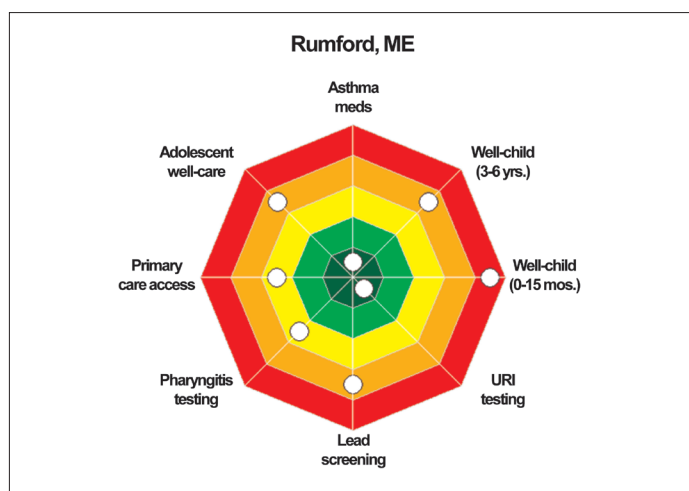 Rumford, ME
Asthma
meds
Adolescent
well-care
Well-child
(3-6 yrs.)
Primary
care access
Well-child
(0-15 mos.)
Pharyngitis
testing
URI
testing
Lead
screening